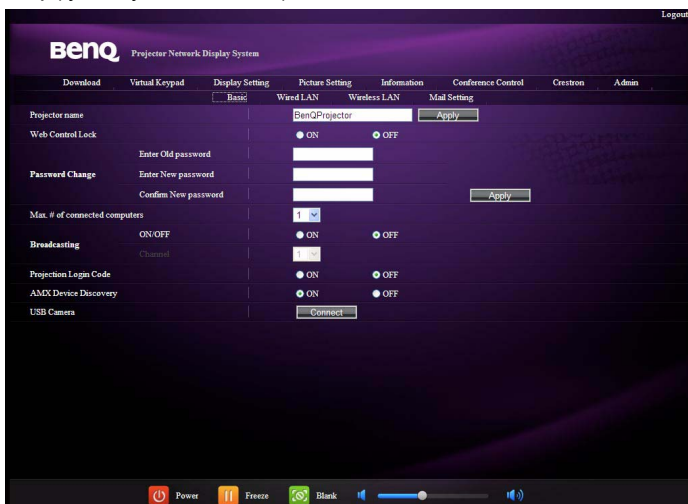 Logout
BenQ Projector Network Display System
Download Virtual Keypad Display Setting Picture Setting Information Conference Control Crestron Admin
Basic Wired LAN Wireless LAN Mail Setting
Projector name BenQProjector Apply
Web Control Lock ON OFF
Enter Old password
Password Change Enter New password
Confirm New password Apply
Max. # of connected computers 1
ON/OFF ON OFF
Broadcasting
Channel 1
Projection Login Code ON OFF
AMX Device Discovery ON OFF
USB Camera Connect
Power Freeze Blank